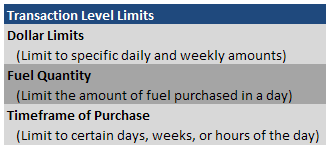 Transaction Level Limits
Dollar Limits
(Limit to specific daily and weekly amounts)
Fuel Quantity
(Limit the amount of fuel purchased in a day)
Timeframe of Purchase
(Limit to certain days, weeks, or hours of the day)